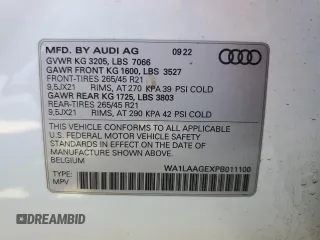 MFD. BY AUDI AG 09 22
GVWR KG 3205, LBS 7066
GAWR FRONT KG 1600, LBS 3527
FRONT-TIRES 265/45 R21
9,5JX21 RIMS, AT 270 KPA 39 PSI COLD
GAWR REAR KG 1725, LBS 3803
REAR-TIRES 265/45 R21
9,5JX21 RIMS, AT 290 KPA 42 PSI COLD
THIS VEHICLE CONFORMS TO ALL APPLICABLE
U.S. FEDERAL MOTOR VEHICLE SAFETY
STANDARDS IN EFFECT ON THE DATE OF
MANUFACTURE SHOWN ABOVE.
BELGIUM
WA1LAAGEXPB011100
TYPE:
MPV
AutoBidMaster